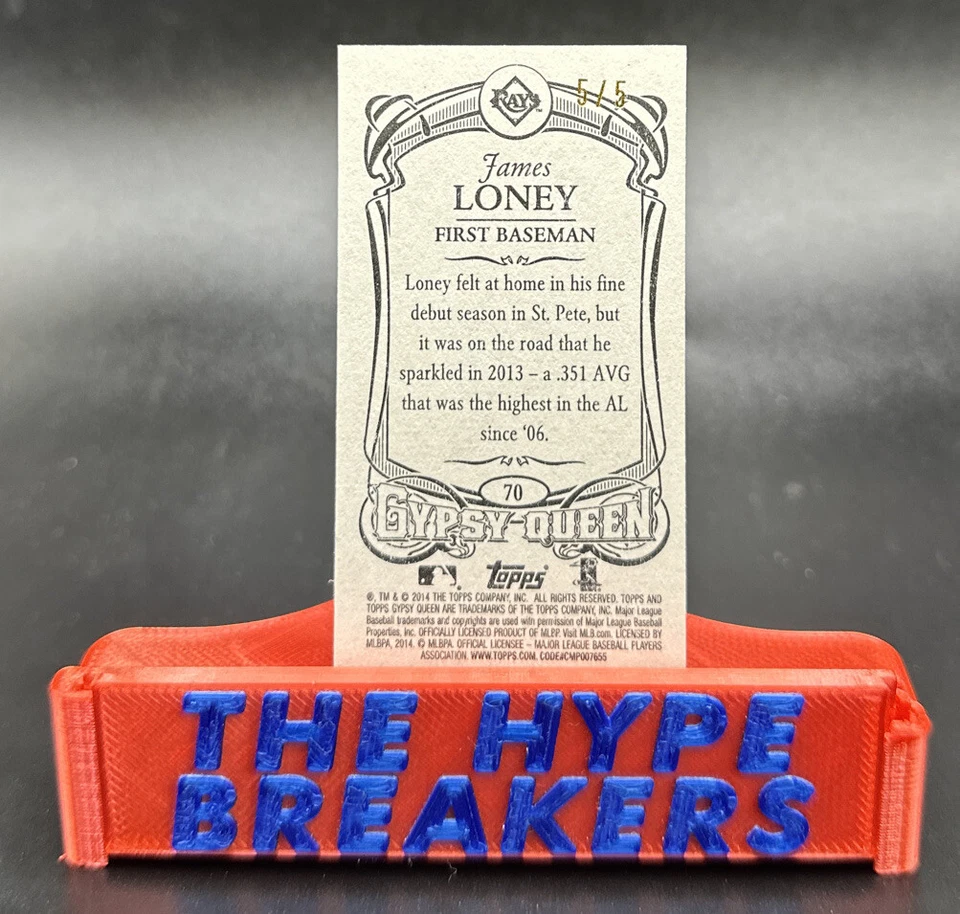 RAYS
5/5
James
LONEY
FIRST BASEMAN
Loney felt at home in his fine
debut season in St. Pete, but
it was on the road that he
sparkled in 2013 – a .351 AVG
that was the highest in the AL
since ‘06.
70
GYPSY QUEEN
topps
®, TM & © 2014 THE TOPPS COMPANY, INC. ALL RIGHTS RESERVED. TOPPS AND
TOPPS GYPSY QUEEN ARE TRADEMARKS OF THE TOPPS COMPANY, INC. Major League
Baseball trademarks and copyrights are used with permission of Major League Baseball
Properties, Inc. OFFICIALLY LICENSED PRODUCT OF MLBP. Visit MLB.com. LICENSED BY
MLBPA, 2014. © MLBPA. OFFICIAL LICENSEE – MAJOR LEAGUE BASEBALL PLAYERS
ASSOCIATION. WWW.TOPPS.COM. CODE#CMP007655
THE HYPE
BREAKERS